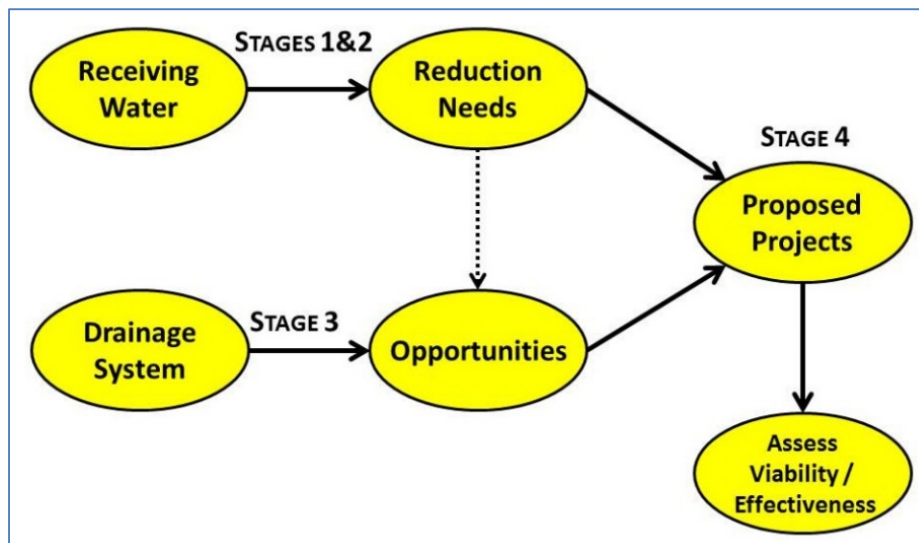 STAGES 1&2
Receiving
Water
Reduction
Needs
STAGE 4
Proposed
Projects
STAGE 3
Drainage
System
Opportunities
Assess
Viability /
Effectiveness